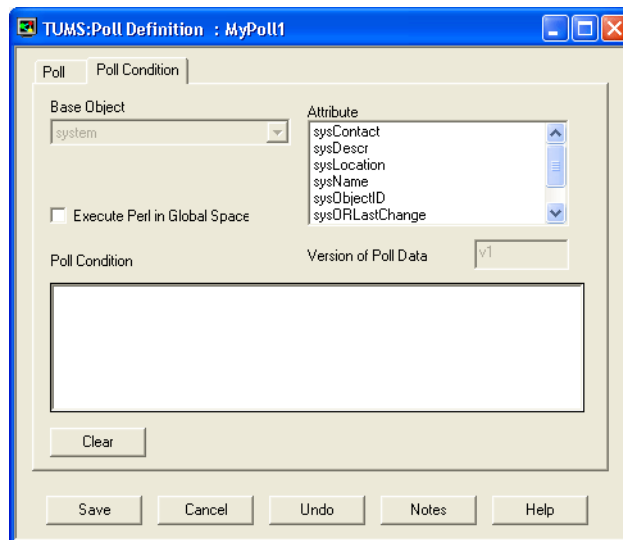 TUMS:Poll Definition : MyPoll1
Poll
Poll Condition
Base Object
system
Attribute
sysContact
sysDescr
sysLocation
sysName
sysObjectID
sysORLastChange
Execute Perl in Global Space
Version of Poll Data
v1
Poll Condition
Clear
Save
Cancel
Undo
Notes
Help